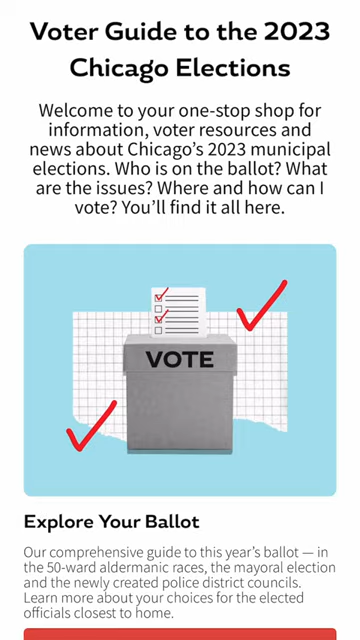 Voter Guide to the 2023
Chicago Elections
Welcome to your one-stop shop for
information, voter resources and
news about Chicago’s 2023 municipal
elections. Who is on the ballot? What
are the issues? Where and how can I
vote? You’ll find it all here.
VOTE
Explore Your Ballot
Our comprehensive guide to this year’s ballot — in
the 50-ward aldermanic races, the mayoral election
and the newly created police district councils.
Learn more about your choices for the elected
officials closest to home.